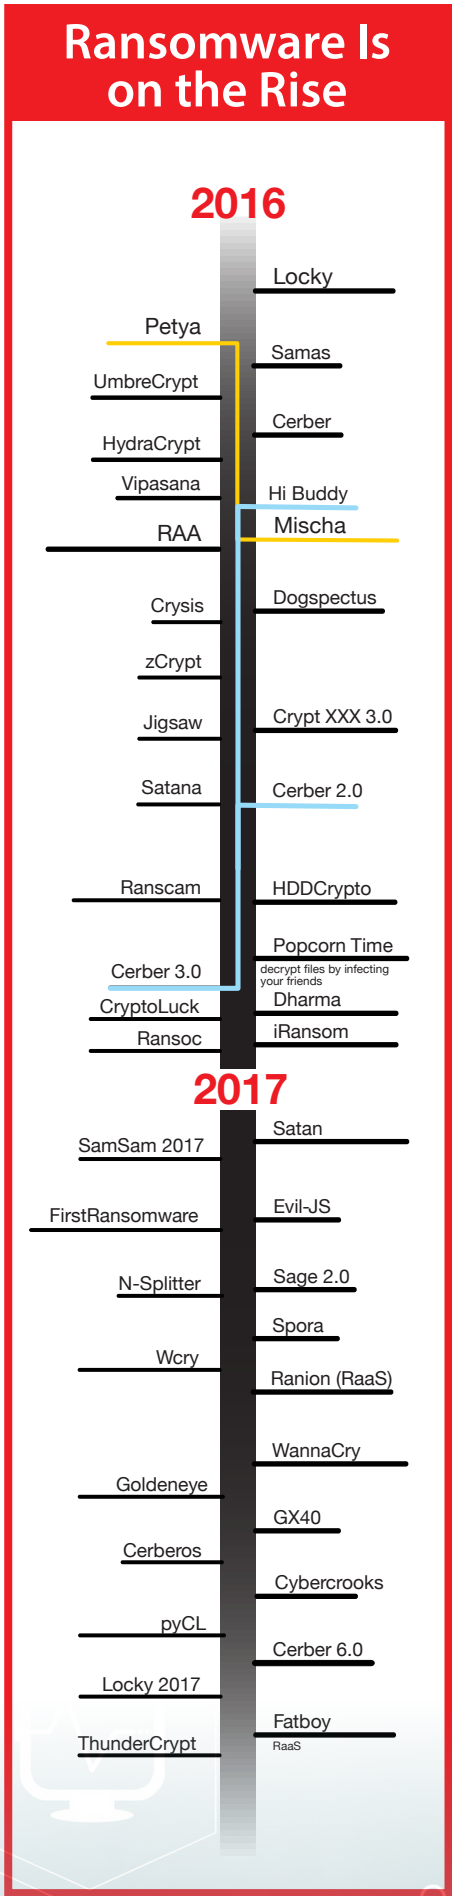 Ransomware Is
on the Rise
2016
Locky
Petya
Samas
UmbreCrypt
Cerber
HydraCrypt
Vipasana
Hi Buddy
Mischa
RAA
Dogspectus
Crysis
zCrypt
Crypt XXX 3.0
Jigsaw
Satana
Cerber 2.0
Ranscam
HDDCrypto
Popcorn Time
decrypt files by infecting
your friends
Cerber 3.0
Dharma
CryptoLuck
iRansom
Ransoc
2017
Satan
SamSam 2017
Evil-JS
FirstRansomware
Sage 2.0
N-Splitter
Spora
Wcry
Ranion (RaaS)
WannaCry
Goldeneye
GX40
Cerberos
Cybercrooks
pyCL
Cerber 6.0
Locky 2017
Fatboy
RaaS
ThunderCrypt